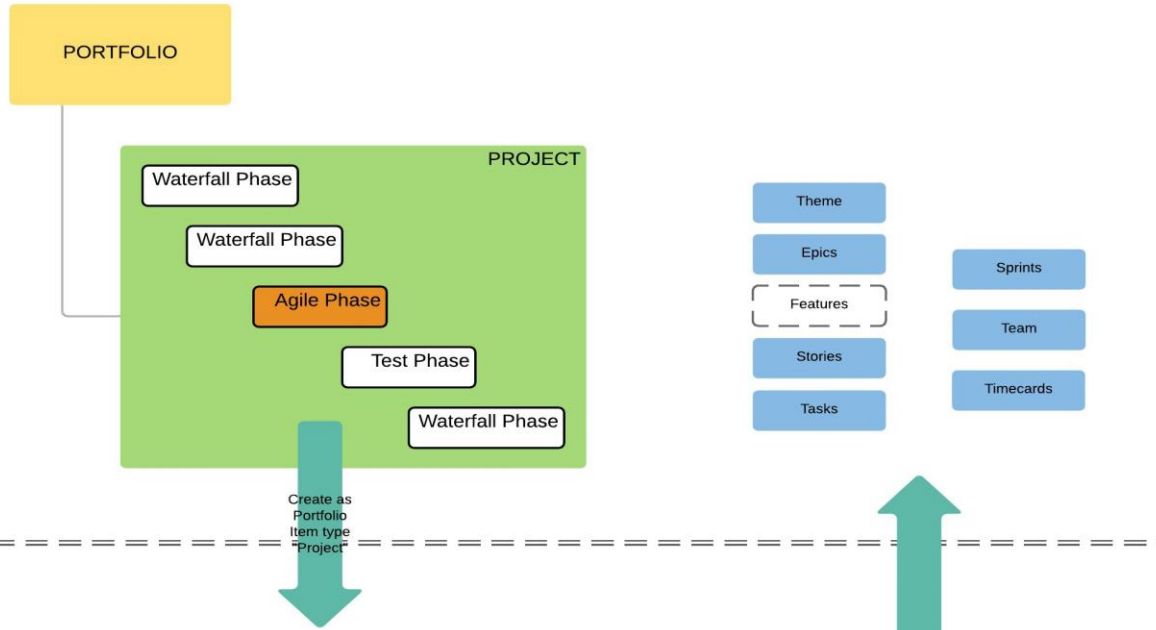 PORTFOLIO
PROJECT
Waterfall Phase
Waterfall Phase
Agile Phase
Test Phase
Waterfall Phase
Create as
Portfolio
Item type
"Project"
Theme
Epics
Features
Stories
Tasks
Sprints
Team
Timecards